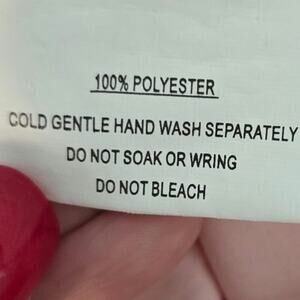 100% POLYESTER
COLD GENTLE HAND WASH SEPARATELY
DO NOT SOAK OR WRING
DO NOT BLEACH